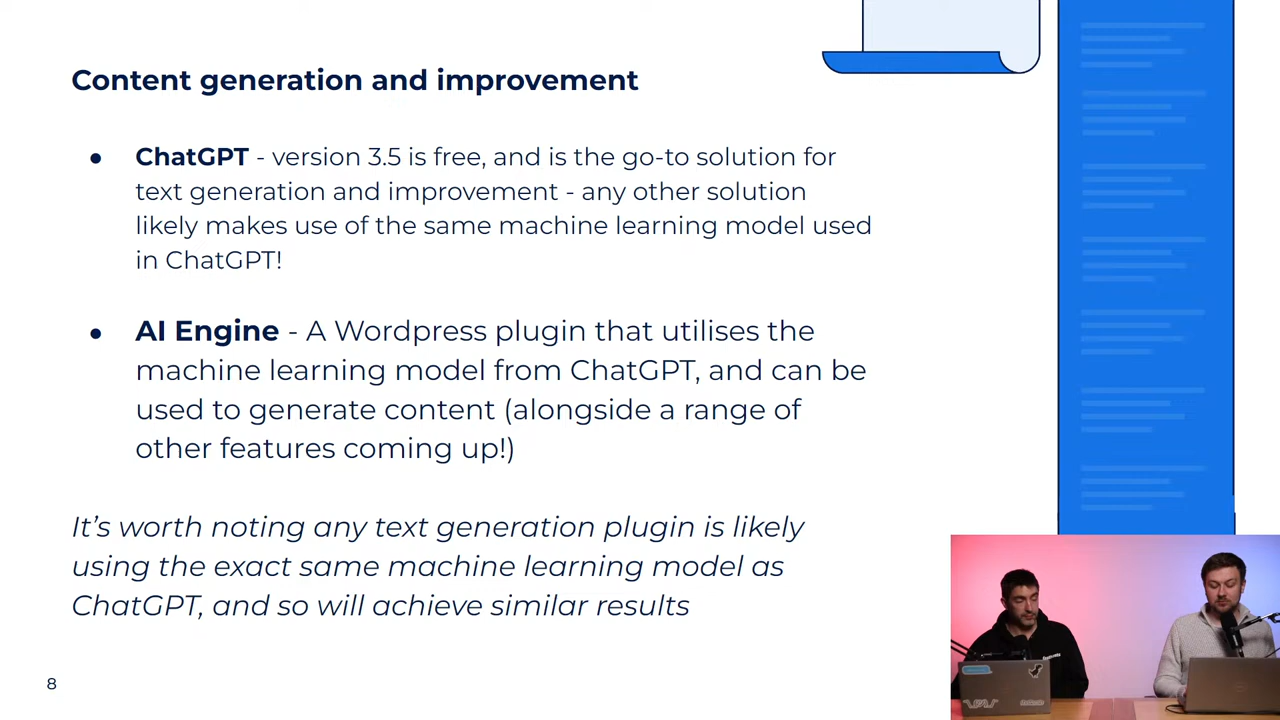 Content generation and improvement
● ChatGPT - version 3.5 is free, and is the go-to solution for
text generation and improvement - any other solution
likely makes use of the same machine learning model used
in ChatGPT!
● AI Engine - A Wordpress plugin that utilises the
machine learning model from ChatGPT, and can be
used to generate content (alongside a range of
other features coming up!)
It's worth noting any text generation plugin is likely
using the exact same machine learning model as
ChatGPT, and so will achieve similar results
8